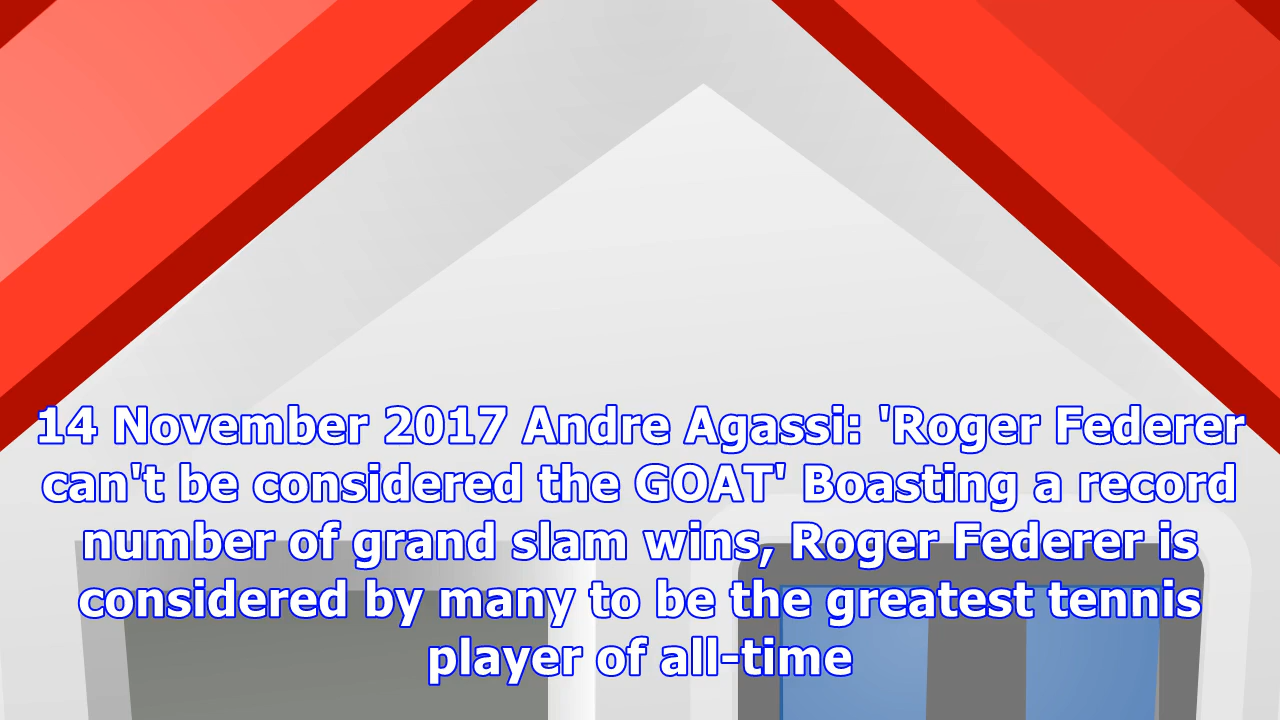 14 November 2017 Andre Agassi: 'Roger Federer
can't be considered the GOAT' Boasting a record
number of grand slam wins, Roger Federer is
considered by many to be the greatest tennis
player of all-time